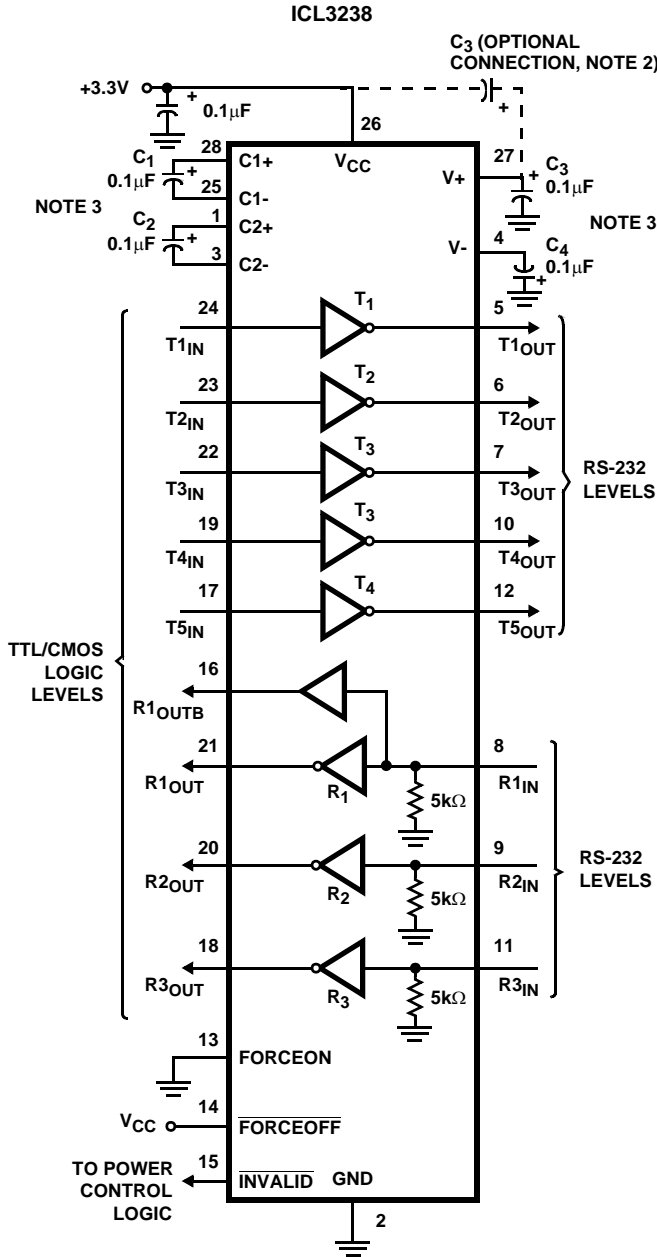 ICL3238
C3 (OPTIONAL
CONNECTION, NOTE 2)
+3.3V
+
0.1μF
+
26
28
C1+
VCC
27
C1
0.1μF
+
V+
+
C3
0.1μF
25
C1-
NOTE 3
1
C2+
NOTE 3
C2
0.1μF
+
4
V-
C4
0.1μF
+
3
C2-
24
T1
5
T1IN
T1OUT
23
T2
6
T2IN
T2OUT
22
T3
7
T3IN
T3OUT
RS-232
LEVELS
19
T3
10
T4IN
T4OUT
17
T4
12
T5IN
T5OUT
TTL/CMOS
LOGIC
LEVELS
16
R1OUTB
21
8
R1OUT
R1
5kΩ
R1IN
20
9
R2OUT
R2
5kΩ
R2IN
RS-232
LEVELS
18
11
R3OUT
R3
5kΩ
R3IN
13
FORCEON
14
VCC
FORCEOFF
15
TO POWER
CONTROL
LOGIC
INVALID
GND
2